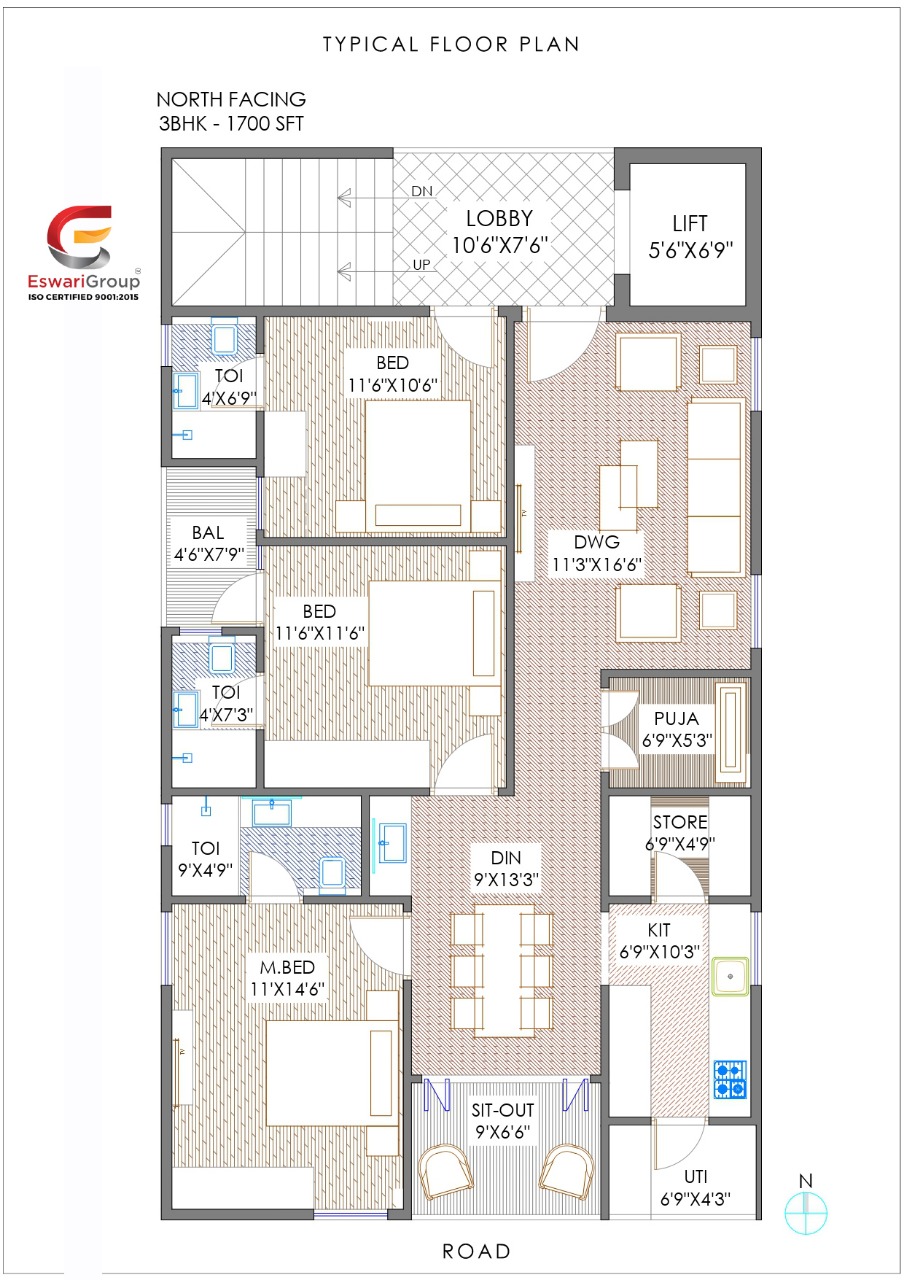 TYPICAL FLOOR PLAN
NORTH FACING
3BHK - 1700 SFT
EswariGroup
ISO CERTIFIED 9001:2015
DN
UP
LOBBY
10'6"X7'6"
LIFT
5'6"X6'9"
TOI
4'X6'9"
BED
11'6"X10'6"
TV
DWG
11'3"X16'6"
BAL
4'6"X7'9"
BED
11'6"X11'6"
TOI
4'X7'3"
PUJA
6'9"X5'3"
STORE
6'9"X4'9"
TOI
9'X4'9"
DIN
9'X13'3"
KIT
6'9"X10'3"
M.BED
11'X14'6"
TV
SIT-OUT
9'X6'6"
UTI
6'9"X4'3"
N
ROAD